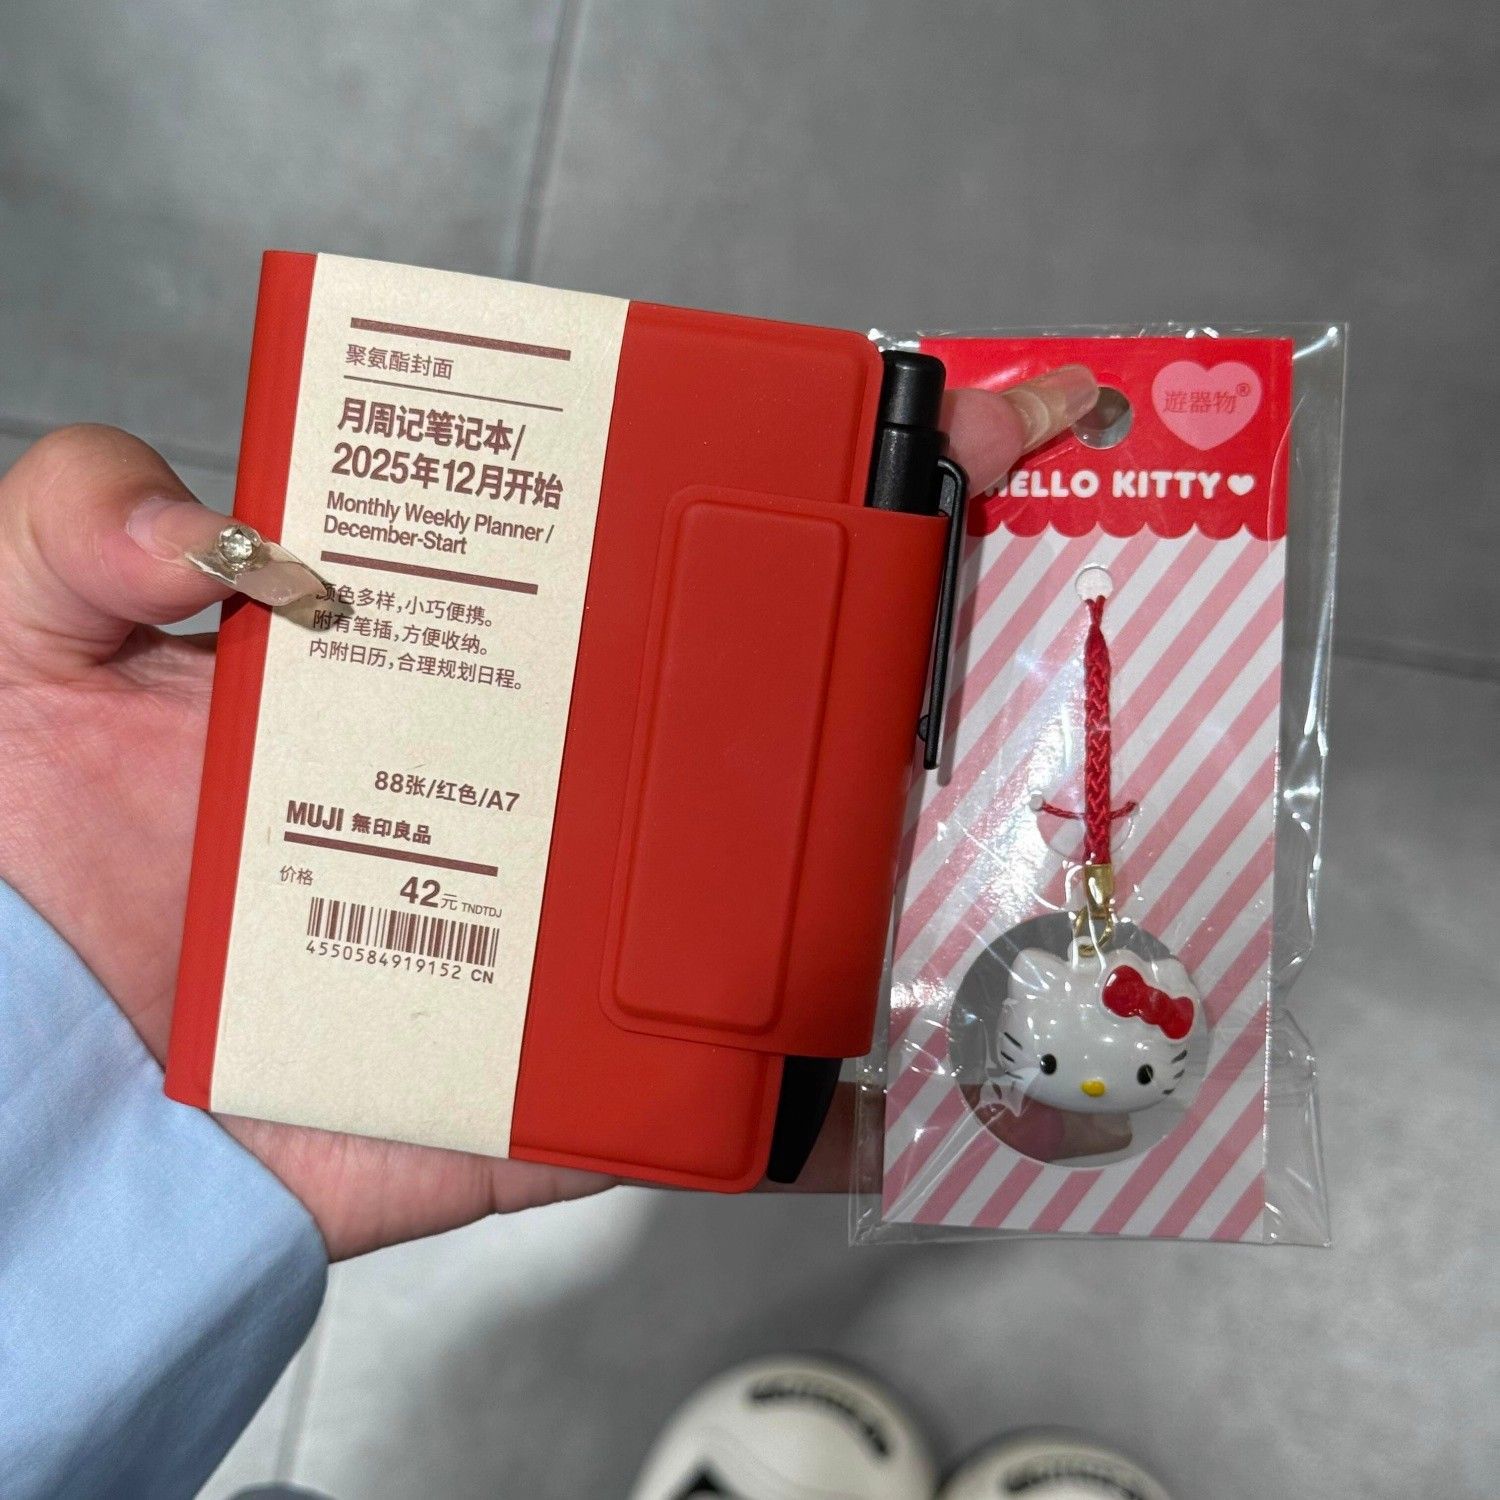 聚氨酯封面
月周记笔记本/
2025年12月开始
Monthly Weekly Planner /
December-Start
颜色多样,小巧便携。
附有笔插,方便收纳。
内附日历,合理规划日程。
88张/红色/A7
MUJI 無印良品
价格 42元 TNDTDJ
4550584919152 CN
遊器物®
HELLO KITTY